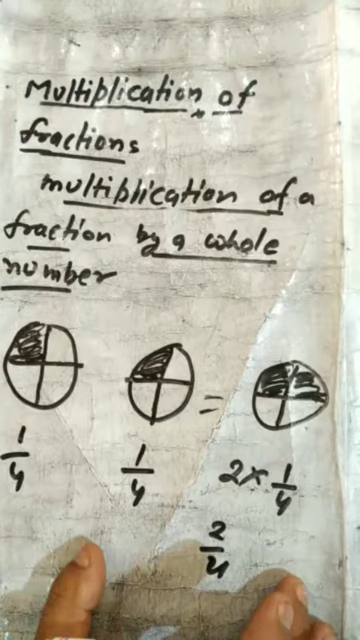 Multiplication of
fractions
multiplication of a
fraction by a whole
number
=
1/4 1/4 2 × 1/4
2/4